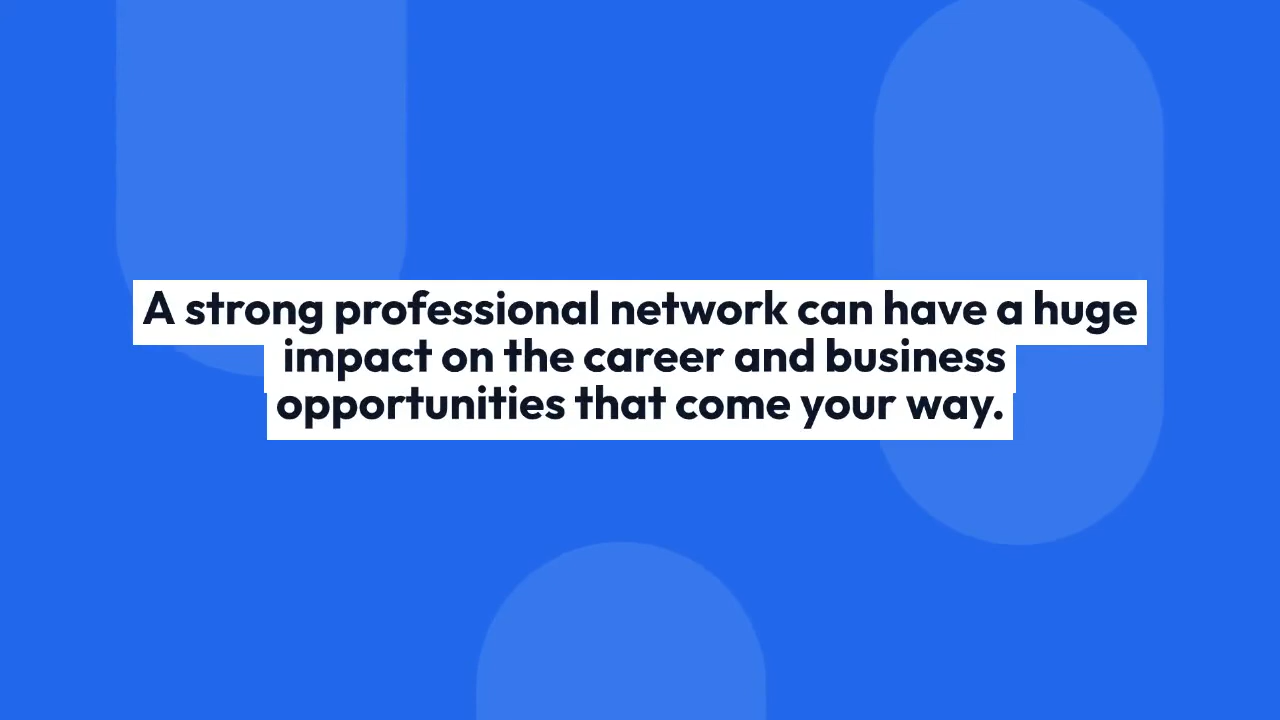 A strong professional network can have a huge
impact on the career and business
opportunities that come your way.